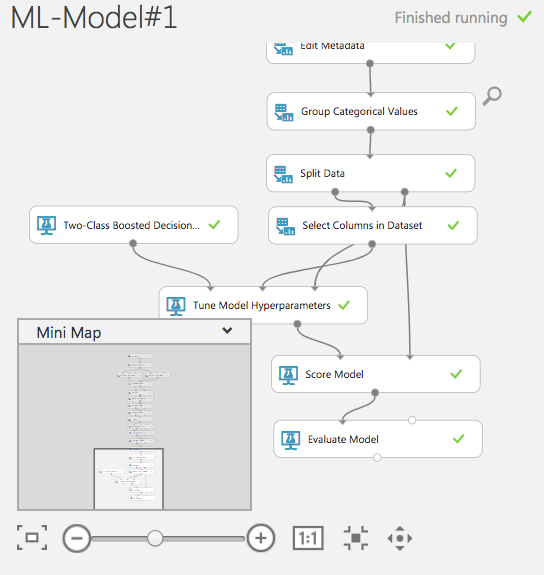 ML-Model#1
Finished running
Edit Metadata
Group Categorical Values
Split Data
Two-Class Boosted Decision...
Select Columns in Dataset
Tune Model Hyperparameters
Mini Map
Score Model
Evaluate Model
1:1